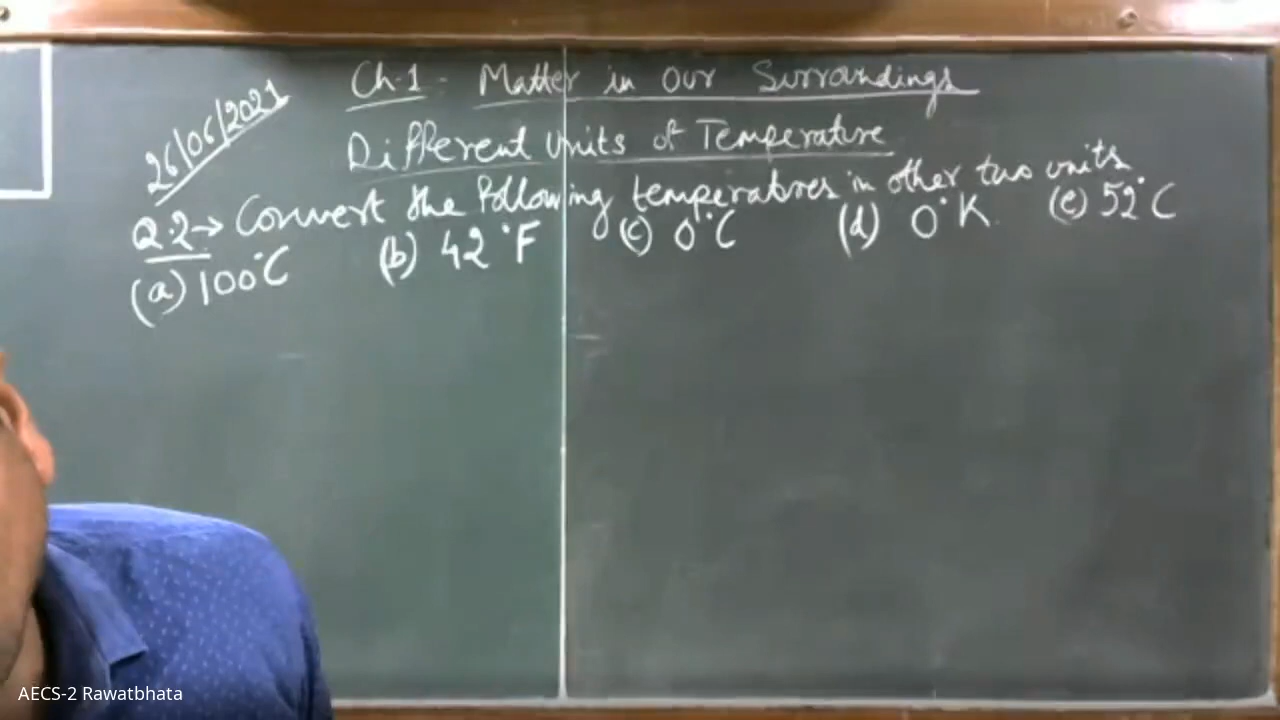 26/06/2021
Ch-1 - Matter in Our Surroundings
Different Units of Temperature
Q.2→ Convert the following temperatures in other two units.
(a) 100°C (b) 42°F (c) 0°C (d) 0°K (e) 52°C
AECS-2 Rawatbhata